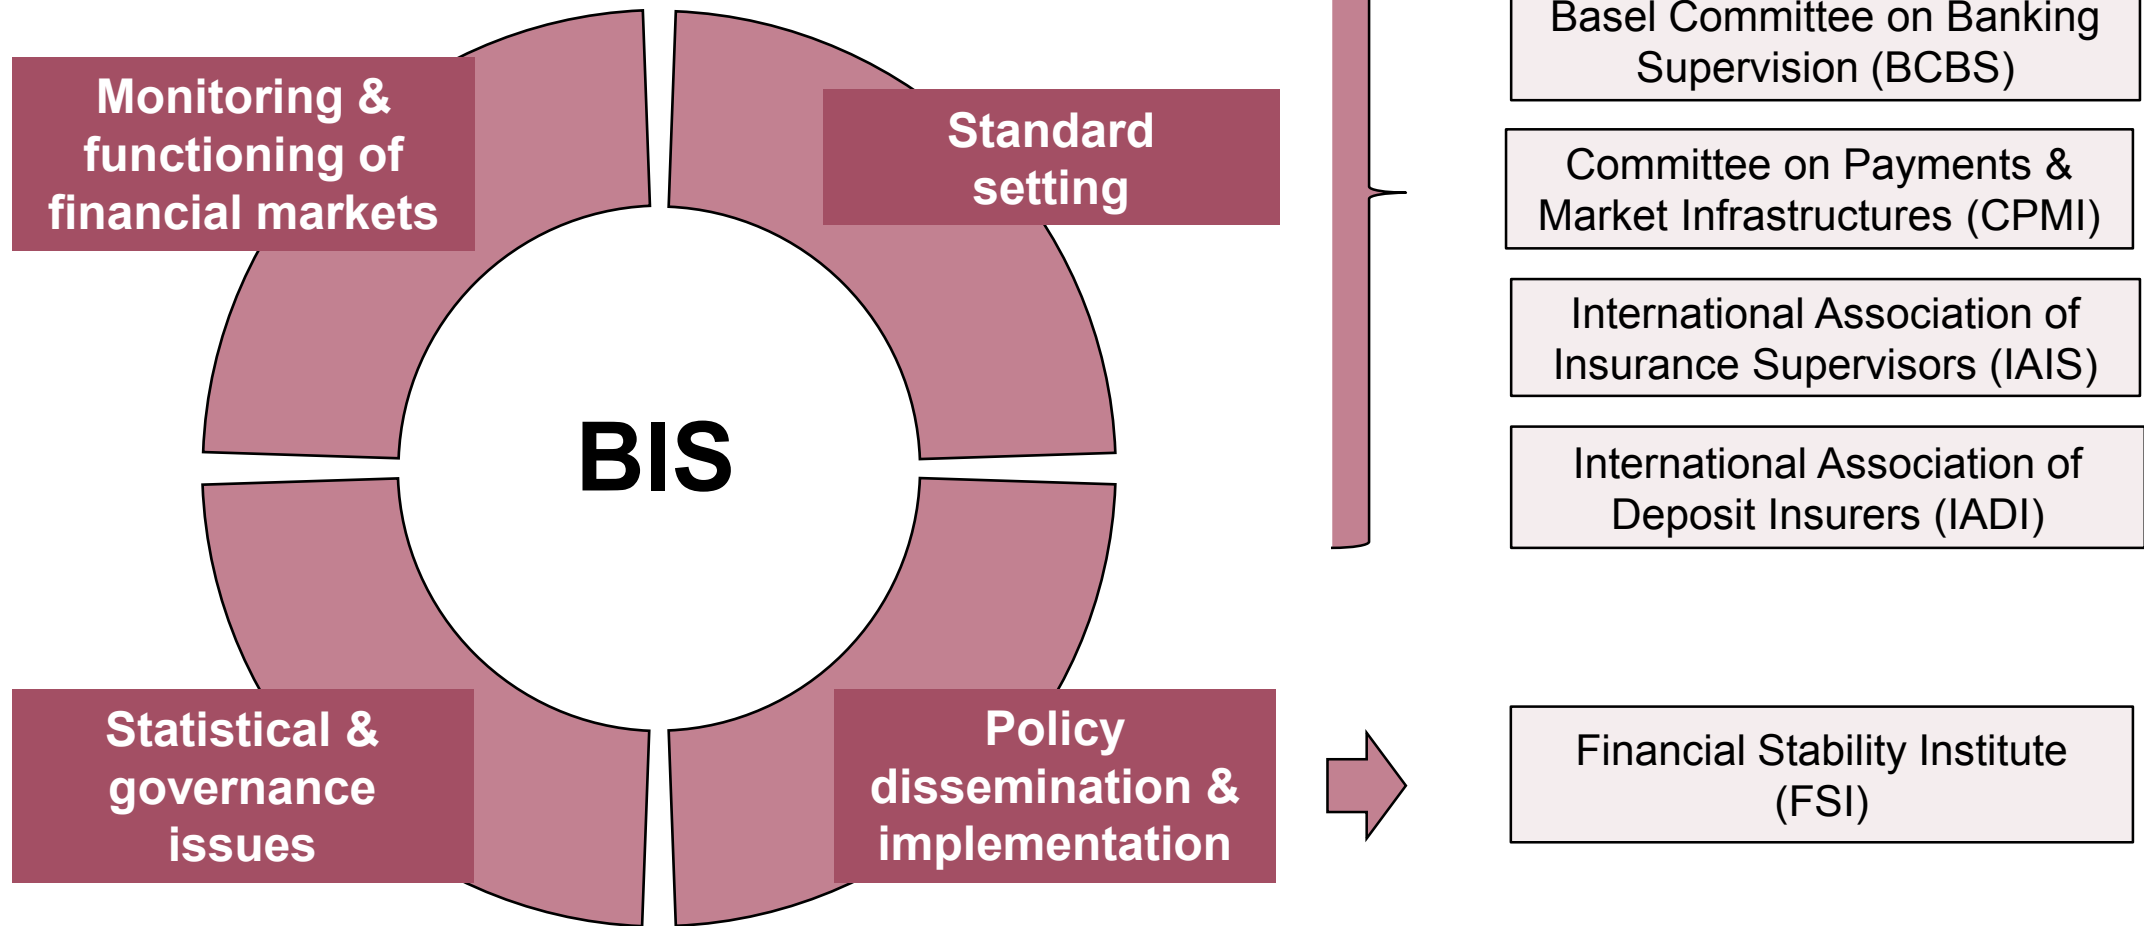 Monitoring &
functioning of
financial markets
Standard
setting
BIS
Statistical &
governance
issues
Policy
dissemination &
implementation
Basel Committee on Banking
Supervision (BCBS)
Committee on Payments &
Market Infrastructures (CPMI)
International Association of
Insurance Supervisors (IAIS)
International Association of
Deposit Insurers (IADI)
Financial Stability Institute
(FSI)